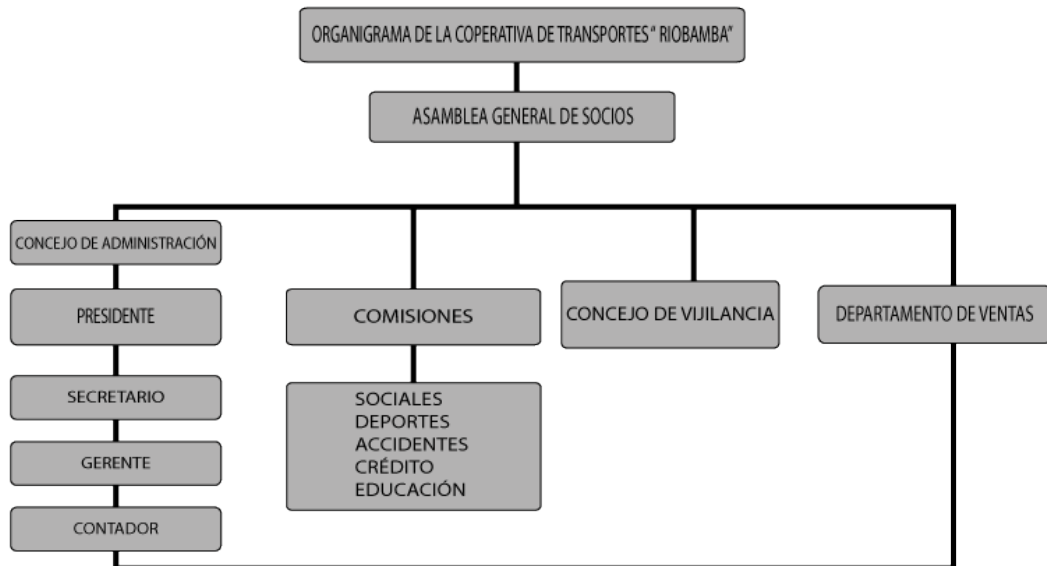 ORGANIGRAMA DE LA COPERATIVA DE TRANSPORTES “ RIOBAMBA”
ASAMBLEA GENERAL DE SOCIOS
CONCEJO DE ADMINISTRACIÓN
PRESIDENTE
SECRETARIO
GERENTE
CONTADOR
COMISIONES
SOCIALES
DEPORTES
ACCIDENTES
CRÉDITO
EDUCACIÓN
CONCEJO DE VIJILANCIA
DEPARTAMENTO DE VENTAS